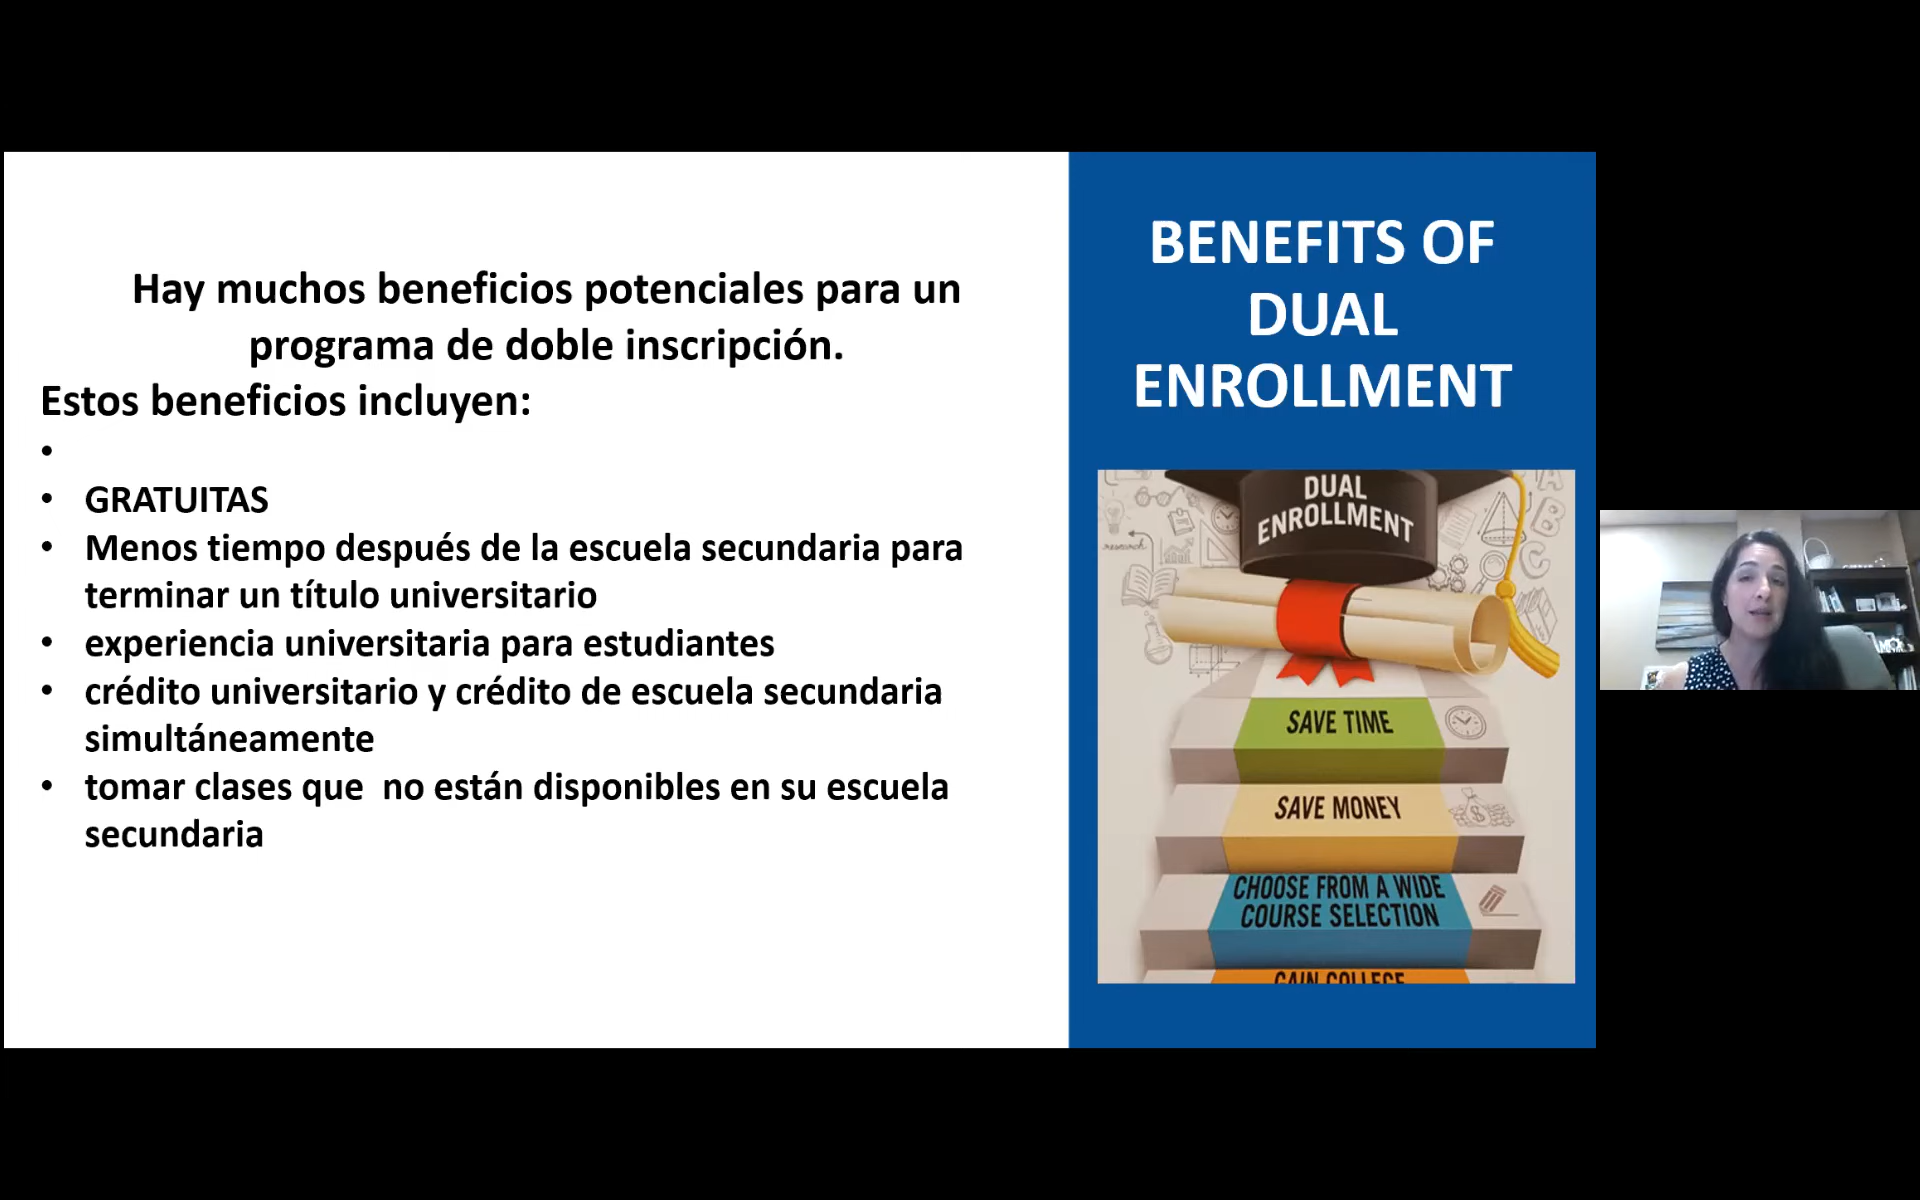 Hay muchos beneficios potenciales para un
programa de doble inscripción.
Estos beneficios incluyen:
•
• GRATUITAS
• Menos tiempo después de la escuela secundaria para
terminar un título universitario
• experiencia universitaria para estudiantes
• crédito universitario y crédito de escuela secundaria
simultáneamente
• tomar clases que  no están disponibles en su escuela
secundaria
BENEFITS OF
DUAL
ENROLLMENT
DUAL
ENROLLMENT
research
A
B
C
SAVE TIME
SAVE MONEY
$
CHOOSE FROM A WIDE
COURSE SELECTION
GAIN COLLEGE